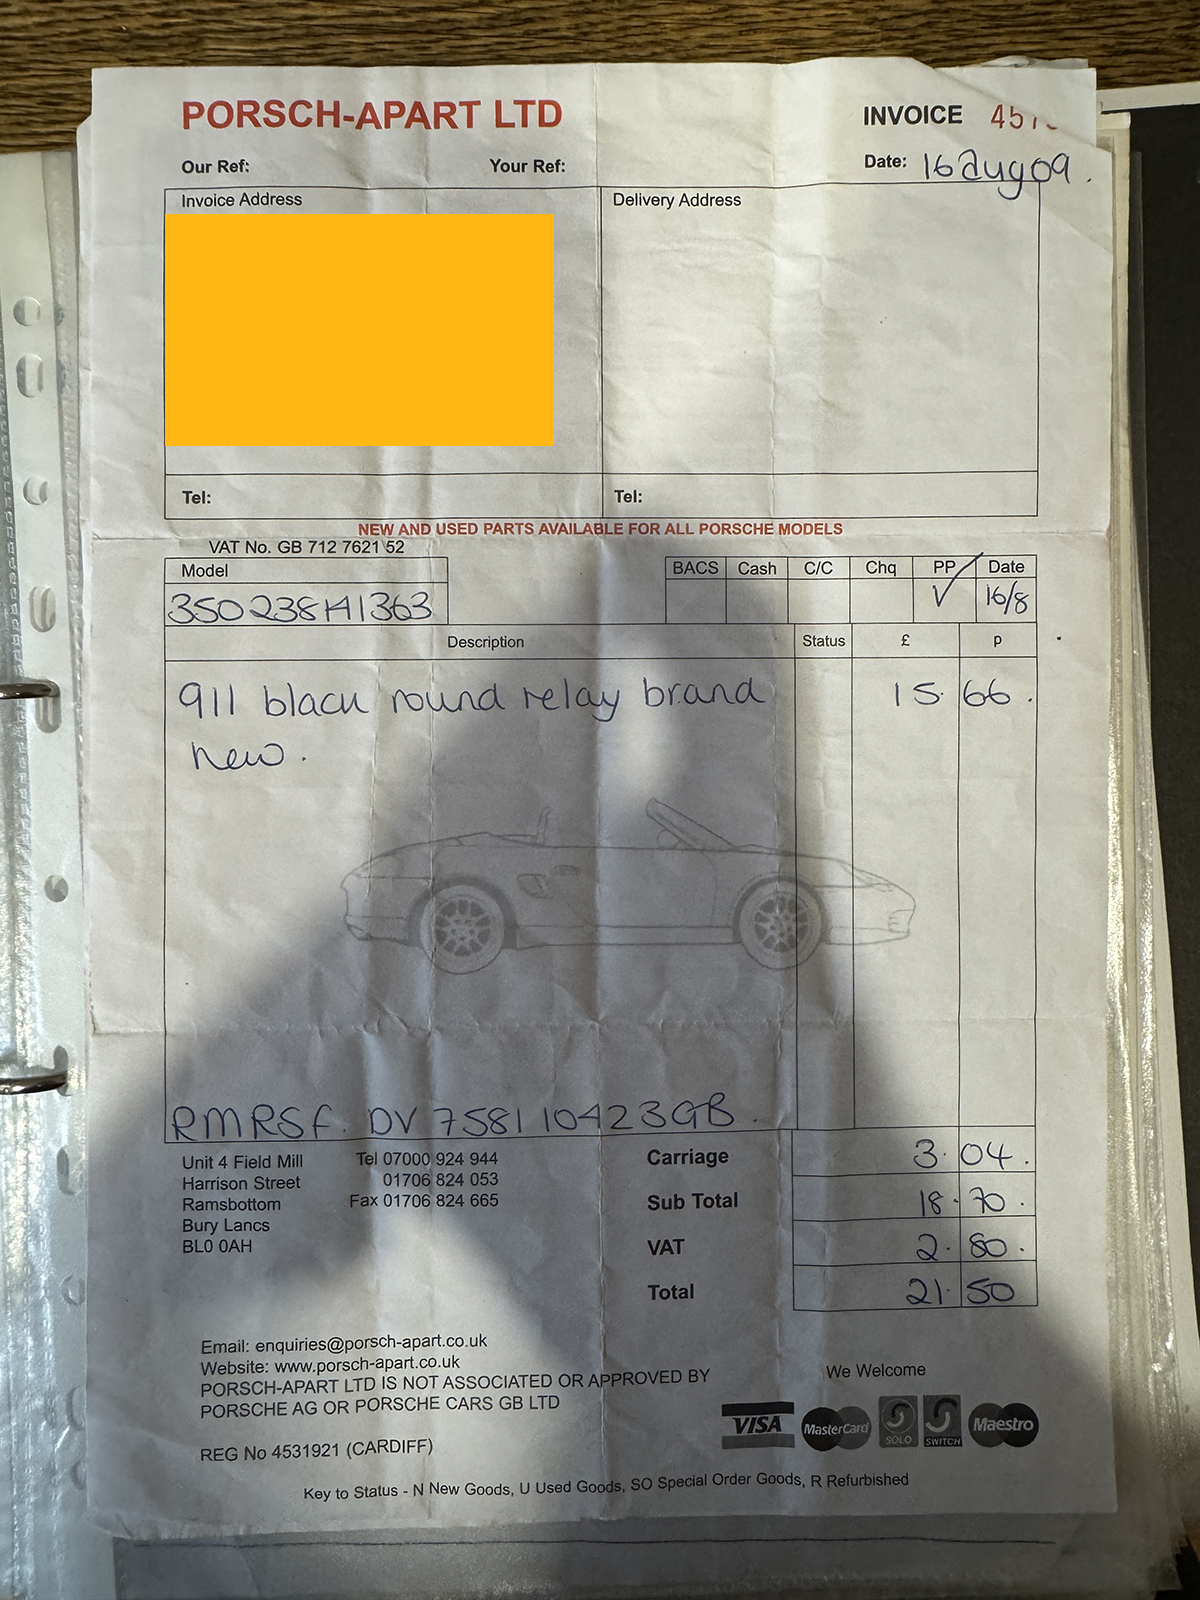 PORSCH-APART LTD
INVOICE
Our Ref:
Your Ref:
Date: 16 aug 09.
Invoice Address
Delivery Address
Tel:
Tel:
NEW AND USED PARTS AVAILABLE FOR ALL PORSCHE MODELS
VAT No. GB 712 7621 52
Model
BACS Cash C/C Chq PP Date
✓ 16/8
Description Status £ p
911 black round relay brand 15. 66.
new.
RMRSF. DV 7581 10423GB.
Unit 4 Field Mill
Harrison Street
Ramsbottom
Bury Lancs
BL0 0AH
Tel 07000 924 944
01706 824 053
Fax 01706 824 665
Carriage 3. 04.
Sub Total 18. 70.
VAT 2. 80.
Total 21. 50
Email: enquiries@porsch-apart.co.uk
Website: www.porsch-apart.co.uk
PORSCH-APART LTD IS NOT ASSOCIATED OR APPROVED BY
PORSCHE AG OR PORSCHE CARS GB LTD
REG No 4531921 (CARDIFF)
We Welcome
VISA MasterCard SOLO SWITCH Maestro
Key to Status - N New Goods, U Used Goods, SO Special Order Goods, R Refurbished